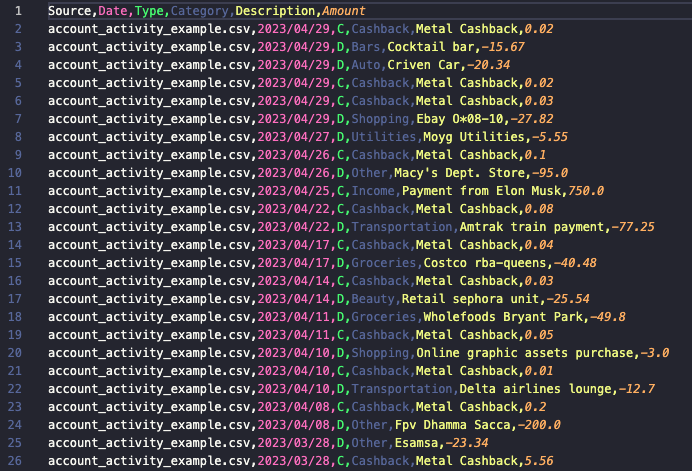 1 Source,Date,Type,Category,Description,Amount
2 account_activity_example.csv,2023/04/29,C,Cashback,Metal Cashback,0.02
3 account_activity_example.csv,2023/04/29,D,Bars,Cocktail bar,-15.67
4 account_activity_example.csv,2023/04/29,D,Auto,Criven Car,-20.34
5 account_activity_example.csv,2023/04/29,C,Cashback,Metal Cashback,0.02
6 account_activity_example.csv,2023/04/29,C,Cashback,Metal Cashback,0.03
7 account_activity_example.csv,2023/04/29,D,Shopping,Ebay O*08-10,-27.82
8 account_activity_example.csv,2023/04/27,D,Utilities,Moyg Utilities,-5.55
9 account_activity_example.csv,2023/04/26,C,Cashback,Metal Cashback,0.1
10 account_activity_example.csv,2023/04/26,D,Other,Macy's Dept. Store,-95.0
11 account_activity_example.csv,2023/04/25,C,Income,Payment from Elon Musk,750.0
12 account_activity_example.csv,2023/04/22,C,Cashback,Metal Cashback,0.08
13 account_activity_example.csv,2023/04/22,D,Transportation,Amtrak train payment,-77.25
14 account_activity_example.csv,2023/04/17,C,Cashback,Metal Cashback,0.04
15 account_activity_example.csv,2023/04/17,D,Groceries,Costco rba-queens,-40.48
16 account_activity_example.csv,2023/04/14,C,Cashback,Metal Cashback,0.03
17 account_activity_example.csv,2023/04/14,D,Beauty,Retail sephora unit,-25.54
18 account_activity_example.csv,2023/04/11,D,Groceries,Wholefoods Bryant Park,-49.8
19 account_activity_example.csv,2023/04/11,C,Cashback,Metal Cashback,0.05
20 account_activity_example.csv,2023/04/10,D,Shopping,Online graphic assets purchase,-3.0
21 account_activity_example.csv,2023/04/10,C,Cashback,Metal Cashback,0.01
22 account_activity_example.csv,2023/04/10,D,Transportation,Delta airlines lounge,-12.7
23 account_activity_example.csv,2023/04/08,C,Cashback,Metal Cashback,0.2
24 account_activity_example.csv,2023/04/08,D,Other,Fpv Dhamma Sacca,-200.0
25 account_activity_example.csv,2023/03/28,D,Other,Esamsa,-23.34
26 account_activity_example.csv,2023/03/28,C,Cashback,Metal Cashback,5.56